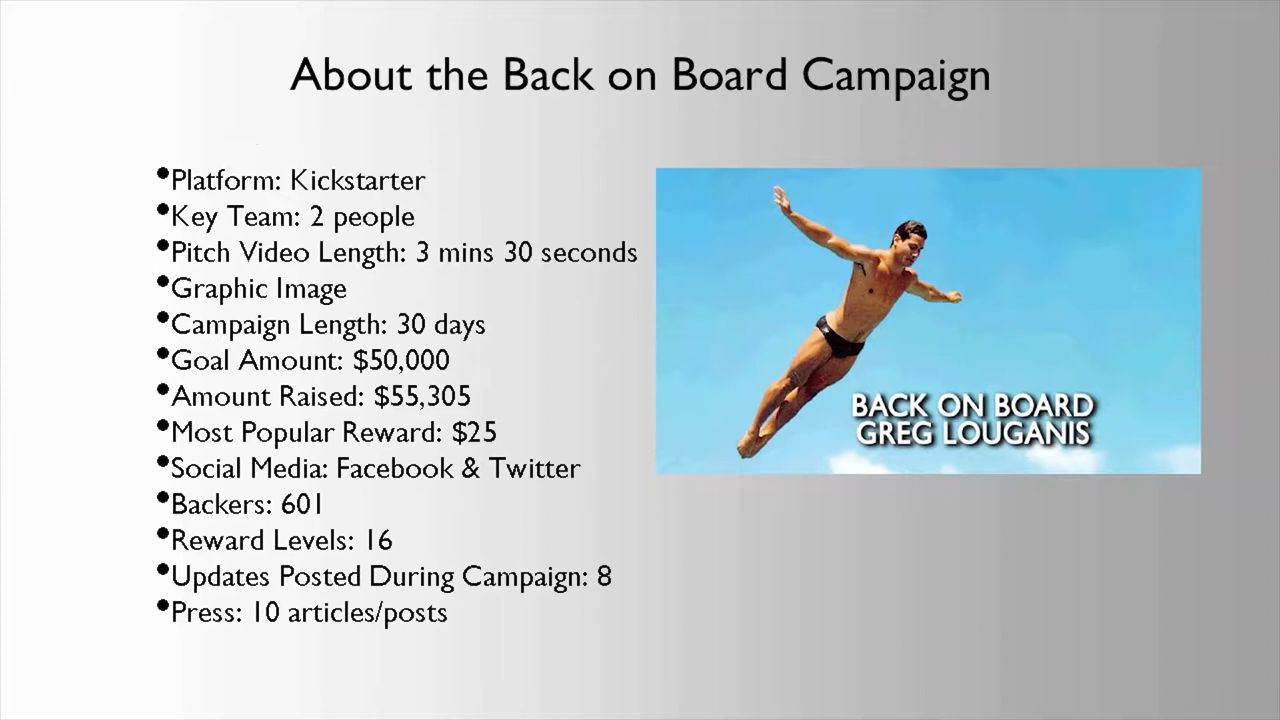 About the Back on Board Campaign
•Platform: Kickstarter
•Key Team: 2 people
•Pitch Video Length: 3 mins 30 seconds
•Graphic Image
•Campaign Length: 30 days
•Goal Amount: $50,000
•Amount Raised: $55,305
•Most Popular Reward: $25
•Social Media: Facebook & Twitter
•Backers: 601
•Reward Levels: 16
•Updates Posted During Campaign: 8
•Press: 10 articles/posts
BACK ON BOARD
GREG LOUGANIS